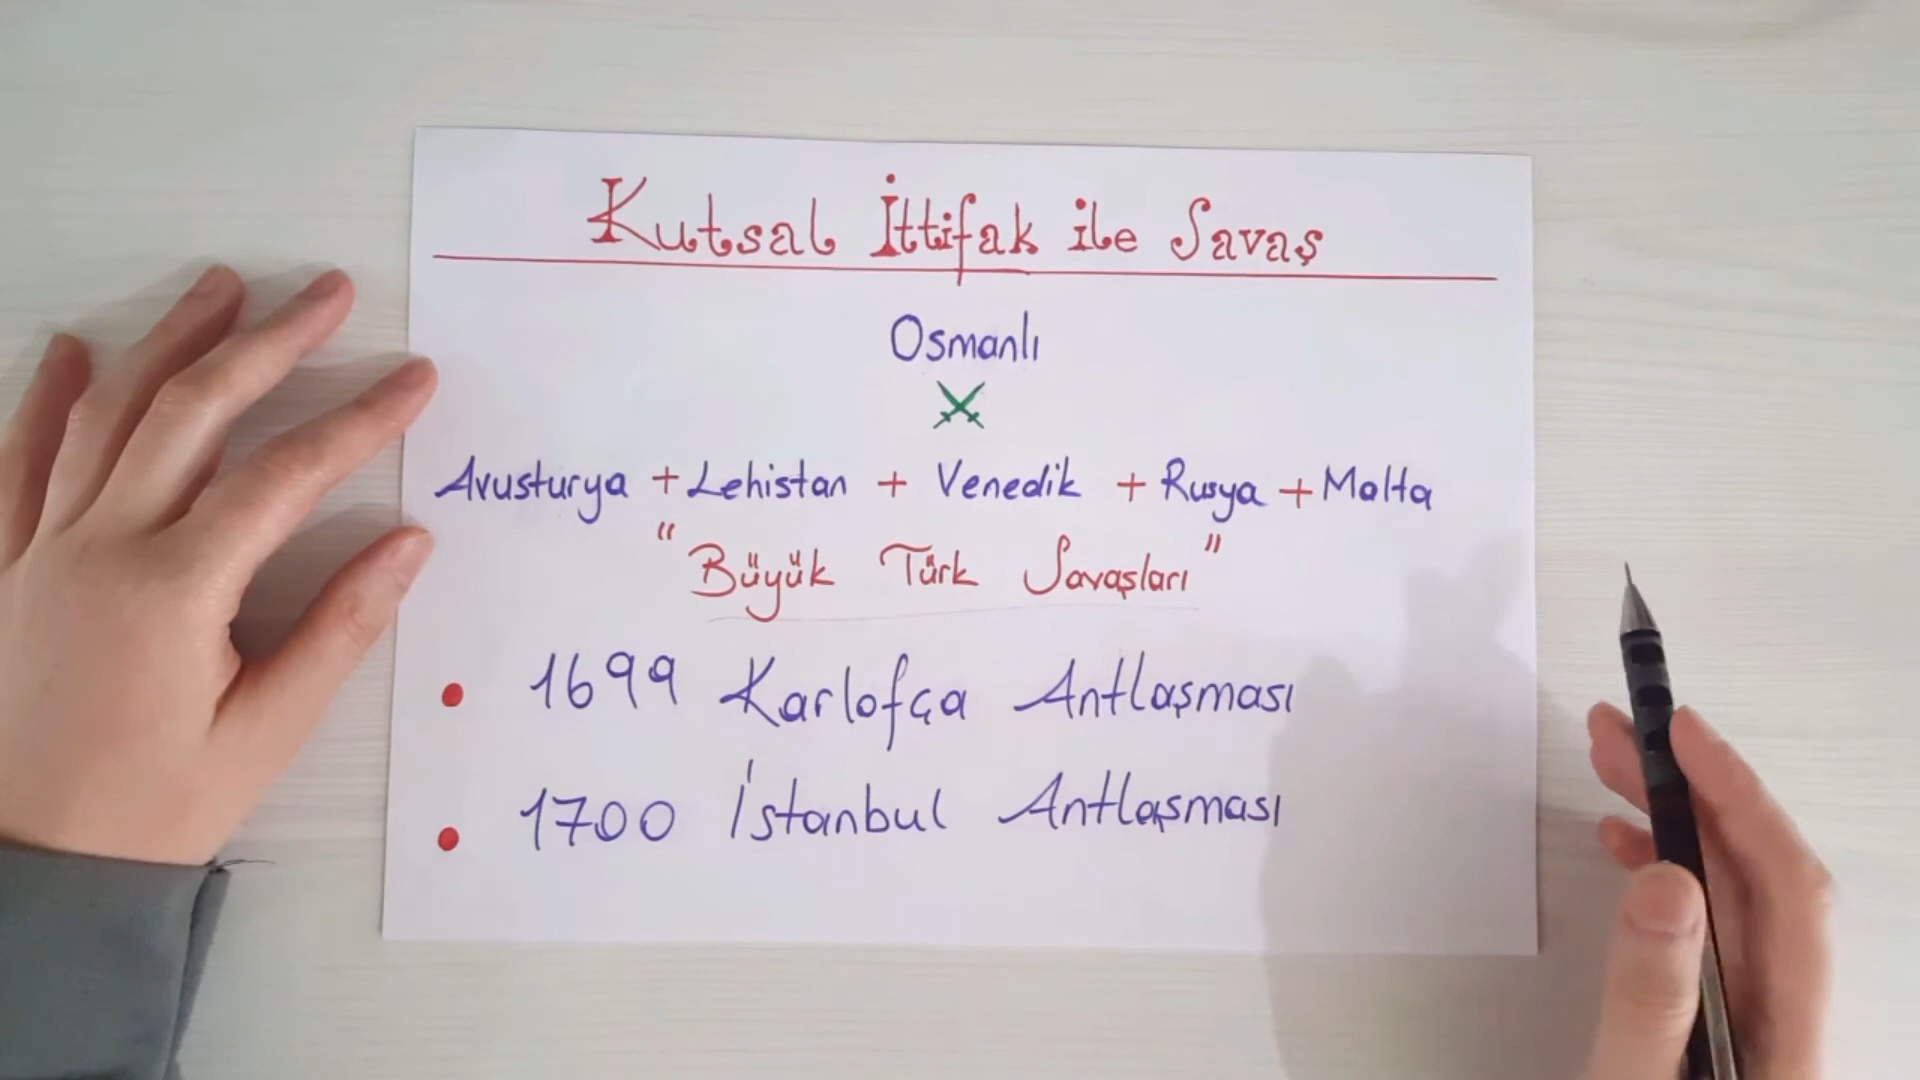 Kutsal İttifak ile Savaş
Osmanlı
Avusturya + Lehistan + Venedik + Rusya + Malta
"Büyük Türk Savaşları"
• 1699 Karlofça Antlaşması
• 1700 İstanbul Antlaşması